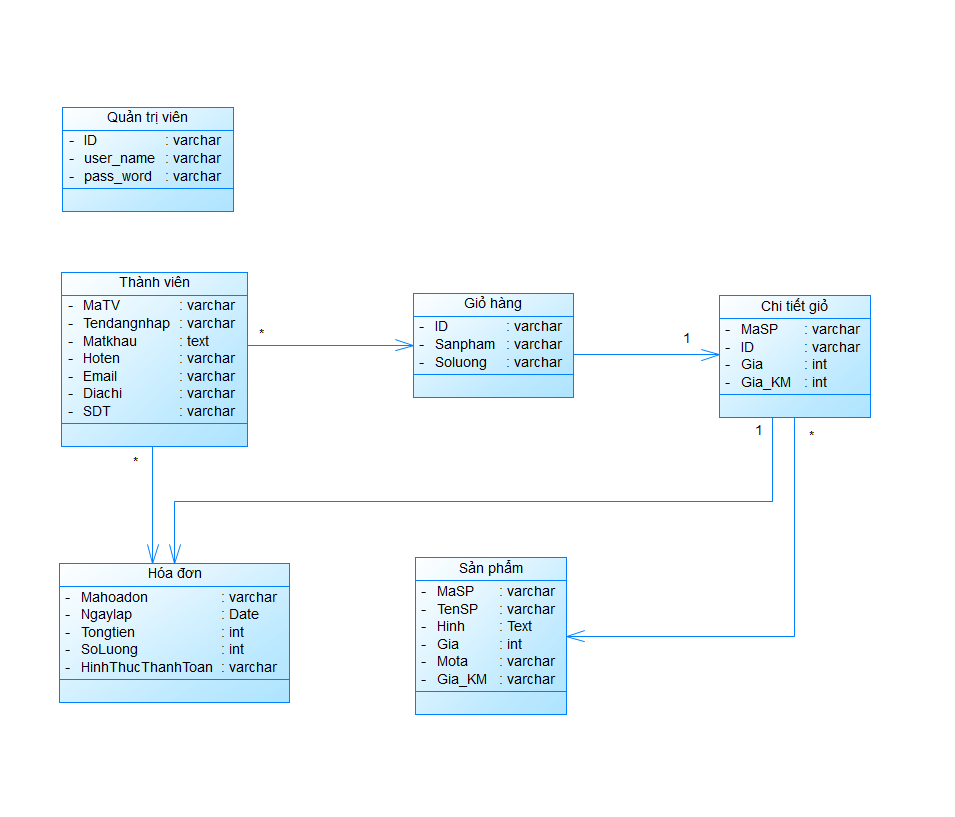 Quản trị viên
- ID : varchar
- user_name : varchar
- pass_word : varchar
Thành viên
- MaTV : varchar
- Tendangnhap : varchar
- Matkhau : text
- Hoten : varchar
- Email : varchar
- Diachi : varchar
- SDT : varchar
*
*
Giỏ hàng
- ID : varchar
- Sanpham : varchar
- Soluong : varchar
1
Chi tiết giỏ
- MaSP : varchar
- ID : varchar
- Gia : int
- Gia_KM : int
1
*
Hóa đơn
- Mahoadon : varchar
- Ngaylap : Date
- Tongtien : int
- SoLuong : int
- HinhThucThanhToan : varchar
Sản phẩm
- MaSP : varchar
- TenSP : varchar
- Hinh : Text
- Gia : int
- Mota : varchar
- Gia_KM : varchar